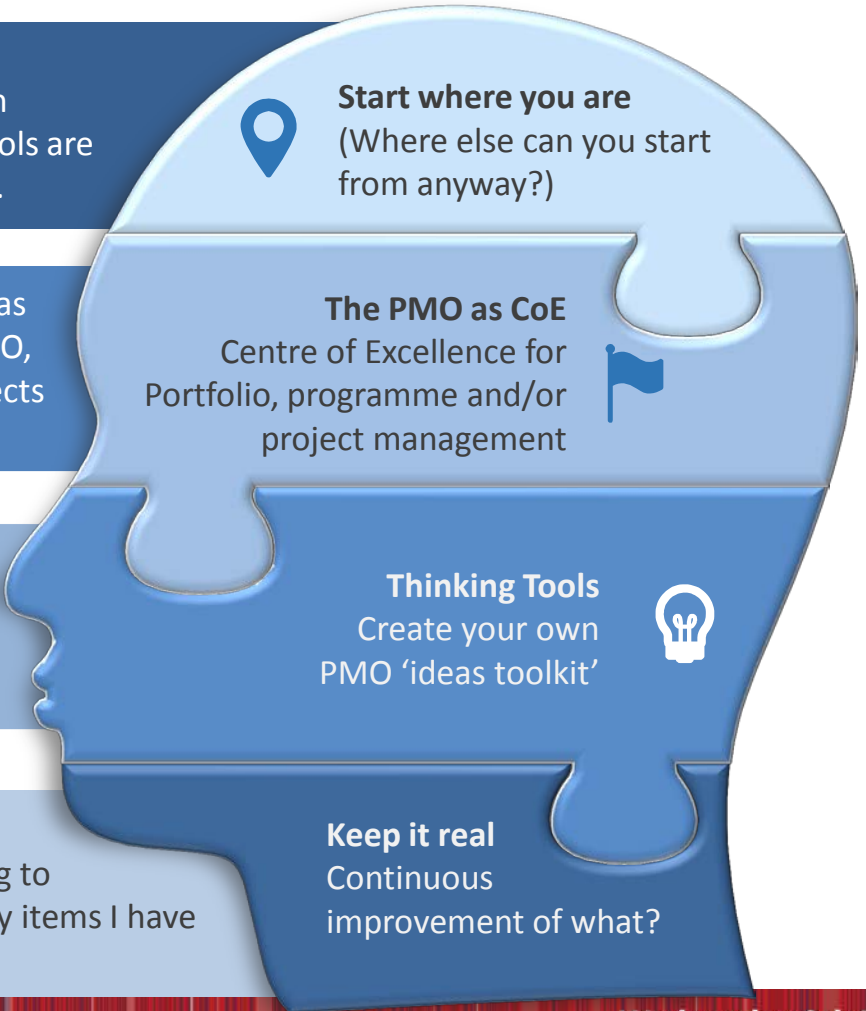 ols are
.
as
O,
ects
g to
y items I have
Start where you are
(Where else can you start
from anyway?)
The PMO as CoE
Centre of Excellence for
Portfolio, programme and/or
project management
Thinking Tools
Create your own
PMO ‘ideas toolkit’
Keep it real
Continuous
improvement of what?